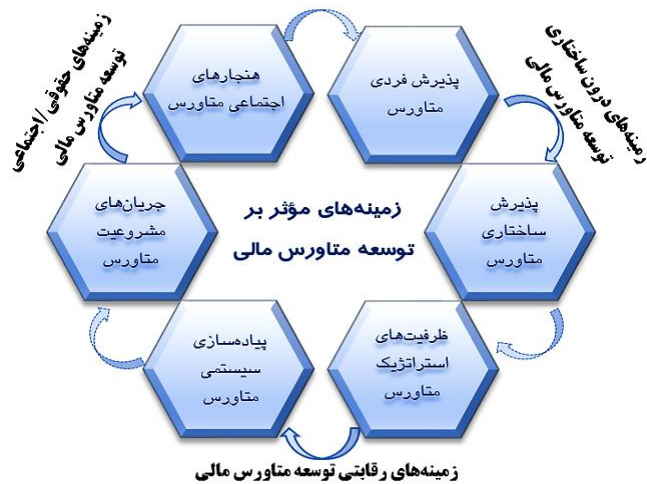 زمینه‌های حقوقی/اجتماعی
توسعه متاورس مالی
زمینه‌های درون ساختاری
توسعه متاورس مالی
پذیرش فردی
متاورس
هنجارهای
اجتماعی متاورس
پذیرش
ساختاری
متاورس
جریان‌های
مشروعیت
متاورس
زمینه‌های مؤثر بر
توسعه متاورس مالی
ظرفیت‌های
استراتژیک
متاورس
پیاده‌سازی
سیستمی
متاورس
زمینه‌های رقابتی توسعه متاورس مالی